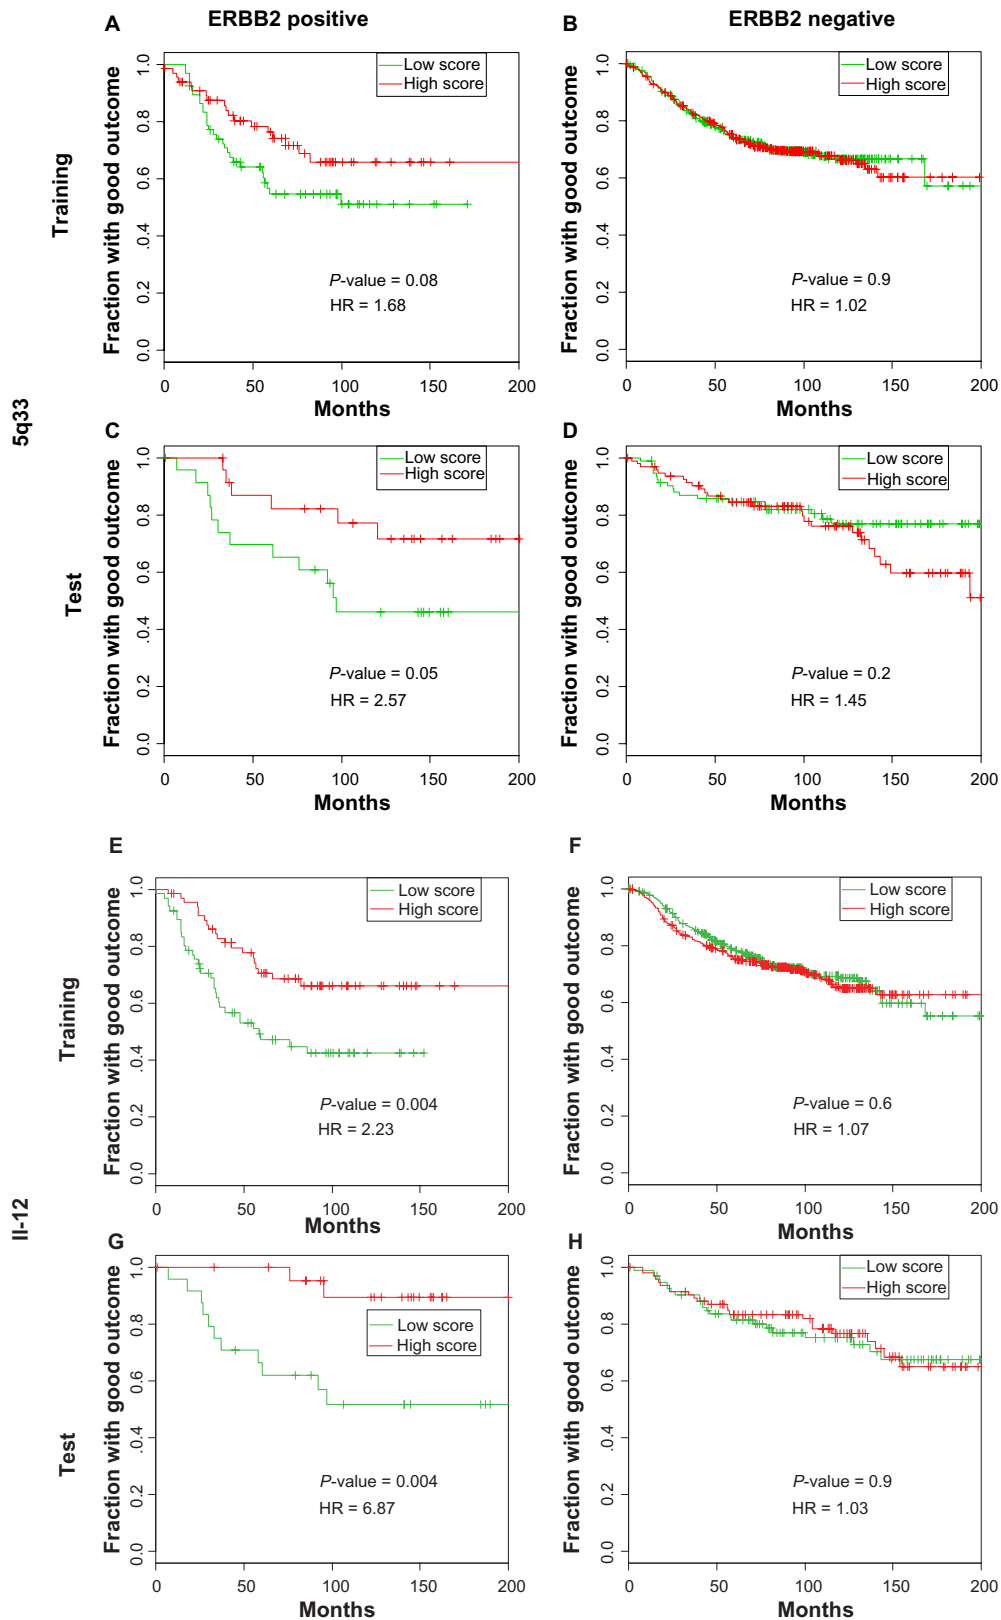 ERBB2 positive
ERBB2 negative
5q33
Il-12
Training
A
Fraction with good outcome
1.0
0.8
0.6
0.4
0.2
0.0
Low score
High score
P-value = 0.08
HR = 1.68
0 50 100 150 200
Months
B
Fraction with good outcome
1.0
0.8
0.6
0.4
0.2
0.0
Low score
High score
P-value = 0.9
HR = 1.02
0 50 100 150 200
Months
Test
C
Fraction with good outcome
1.0
0.8
0.6
.04
0.2
0.0
Low score
High score
P-value = 0.05
HR = 2.57
0 50 100 150 200
Months
D
Fraction with good outcome
1.0
0.8
0.6
.04
0.2
0.0
Low score
High score
P-value = 0.2
HR = 1.45
0 50 100 150 200
Months
Training
E
Fraction with good outcome
1.0
0.8
0.6
0.4
0.2
0.0
Low score
High score
P-value = 0.004
HR = 2.23
0 50 100 150 200
Months
F
Fraction with good outcome
1.0
0.8
0.6
0.4
0.2
0.0
Low score
High score
P-value = 0.6
HR = 1.07
0 50 100 150 200
Months
Test
G
Fraction with good outcome
1.0
0.8
0.6
0.4
0.2
0.0
Low score
High score
P-value = 0.004
HR = 6.87
0 50 100 150 200
Months
H
Fraction with good outcome
1.0
0.8
0.6
0.4
0.2
0.0
Low score
High score
P-value = 0.9
HR = 1.03
0 50 100 150 200
Months